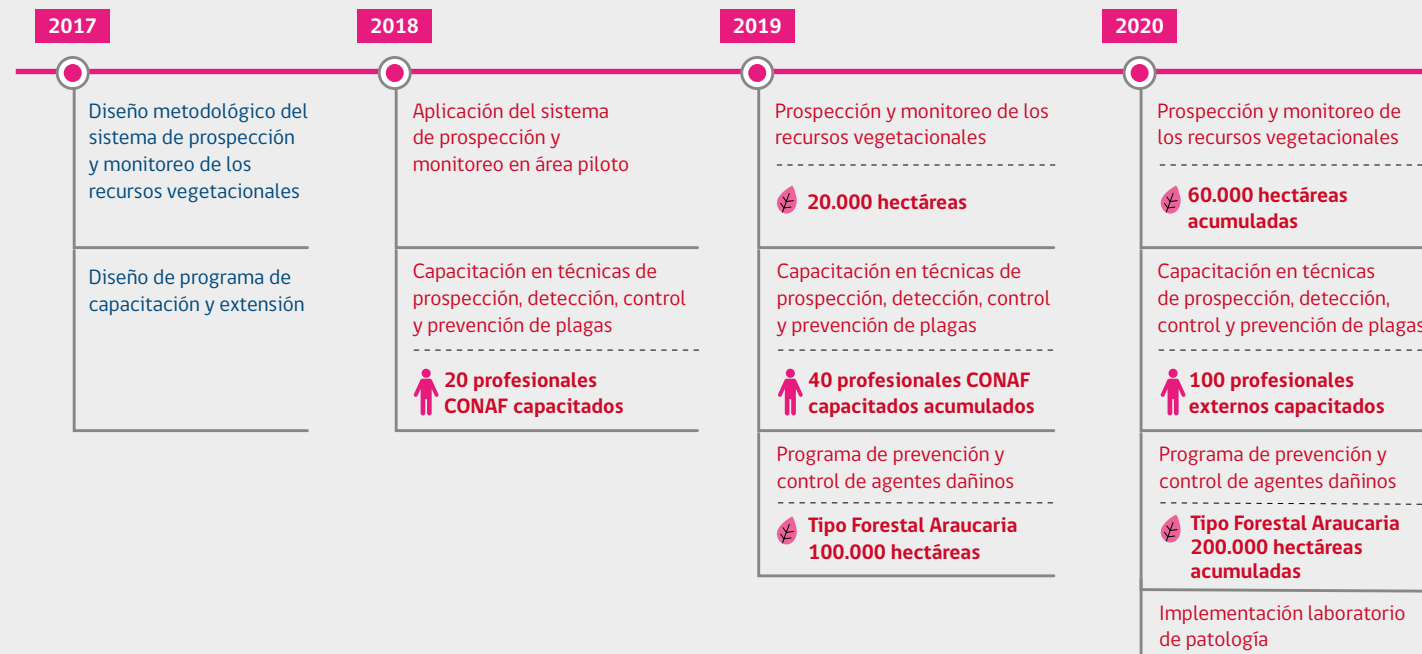 2017
Diseño metodológico del
sistema de prospección
y monitoreo de los
recursos vegetacionales
Diseño de programa de
capacitación y extensión
2018
Aplicación del sistema
de prospección y
monitoreo en área piloto
Capacitación en técnicas de
prospección, detección, control
y prevención de plagas
20 profesionales
CONAF capacitados
2019
Prospección y monitoreo de los
recursos vegetacionales
20.000 hectáreas
Capacitación en técnicas de
prospección, detección, control
y prevención de plagas
40 profesionales CONAF
capacitados acumulados
Programa de prevención y
control de agentes dañinos
Tipo Forestal Araucaria
100.000 hectáreas
2020
Prospección y monitoreo de
los recursos vegetacionales
60.000 hectáreas
acumuladas
Capacitación en técnicas
de prospección, detección,
control y prevención de plagas
100 profesionales
externos capacitados
Programa de prevención y
control de agentes dañinos
Tipo Forestal Araucaria
200.000 hectáreas
acumuladas
Implementación laboratorio
de patología